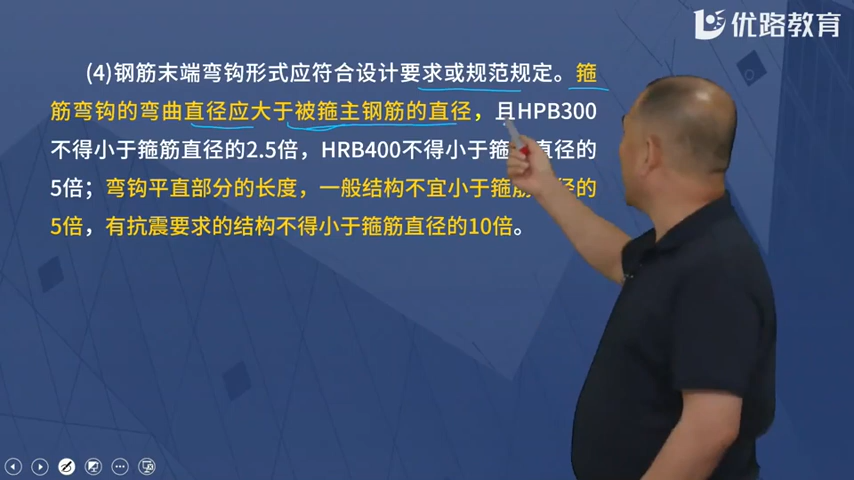 优路教育
(4)钢筋末端弯钩形式应符合设计要求或规范规定。箍
筋弯钩的弯曲直径应大于被箍主钢筋的直径，且HPB300
不得小于箍筋直径的2.5倍，HRB400不得小于箍 直径的
5倍；弯钩平直部分的长度，一般结构不宜小于箍筋 径的
5倍，有抗震要求的结构不得小于箍筋直径的10倍。